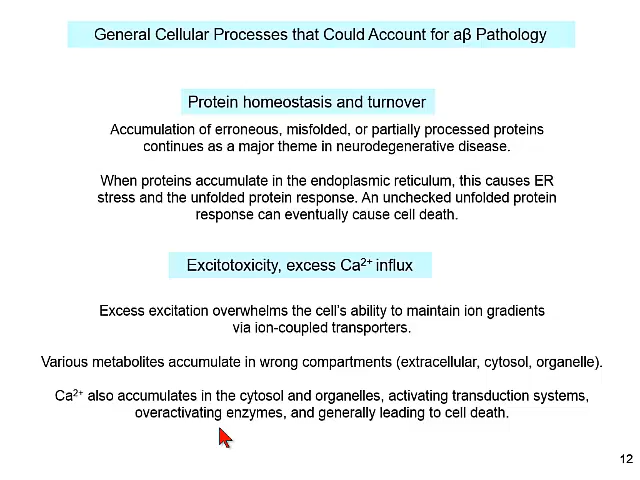 General Cellular Processes that Could Account for aβ Pathology
Protein homeostasis and turnover
Accumulation of erroneous, misfolded, or partially processed proteins
continues as a major theme in neurodegenerative disease.
When proteins accumulate in the endoplasmic reticulum, this causes ER
stress and the unfolded protein response. An unchecked unfolded protein
response can eventually cause cell death.
Excitotoxicity, excess Ca²⁺ influx
Excess excitation overwhelms the cell's ability to maintain ion gradients
via ion-coupled transporters.
Various metabolites accumulate in wrong compartments (extracellular, cytosol, organelle).
Ca²⁺ also accumulates in the cytosol and organelles, activating transduction systems,
overactivating enzymes, and generally leading to cell death.
12